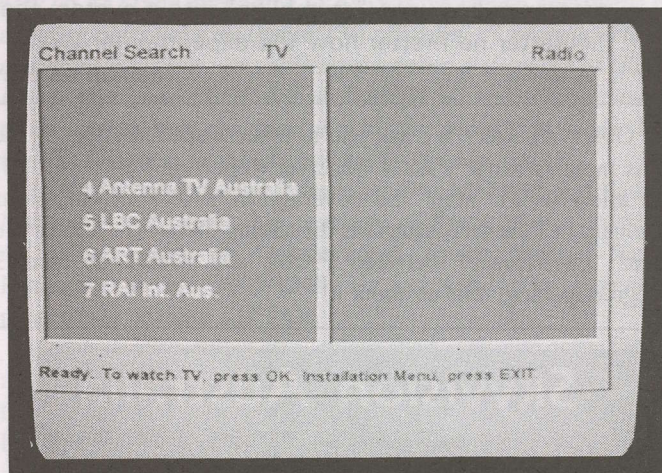 Channel Search TV Radio
4 Antenna TV Australia
5 LBC Australia
6 ART Australia
7 RAI Int. Aus.
Ready. To watch TV, press OK. Installation Menu, press EXIT